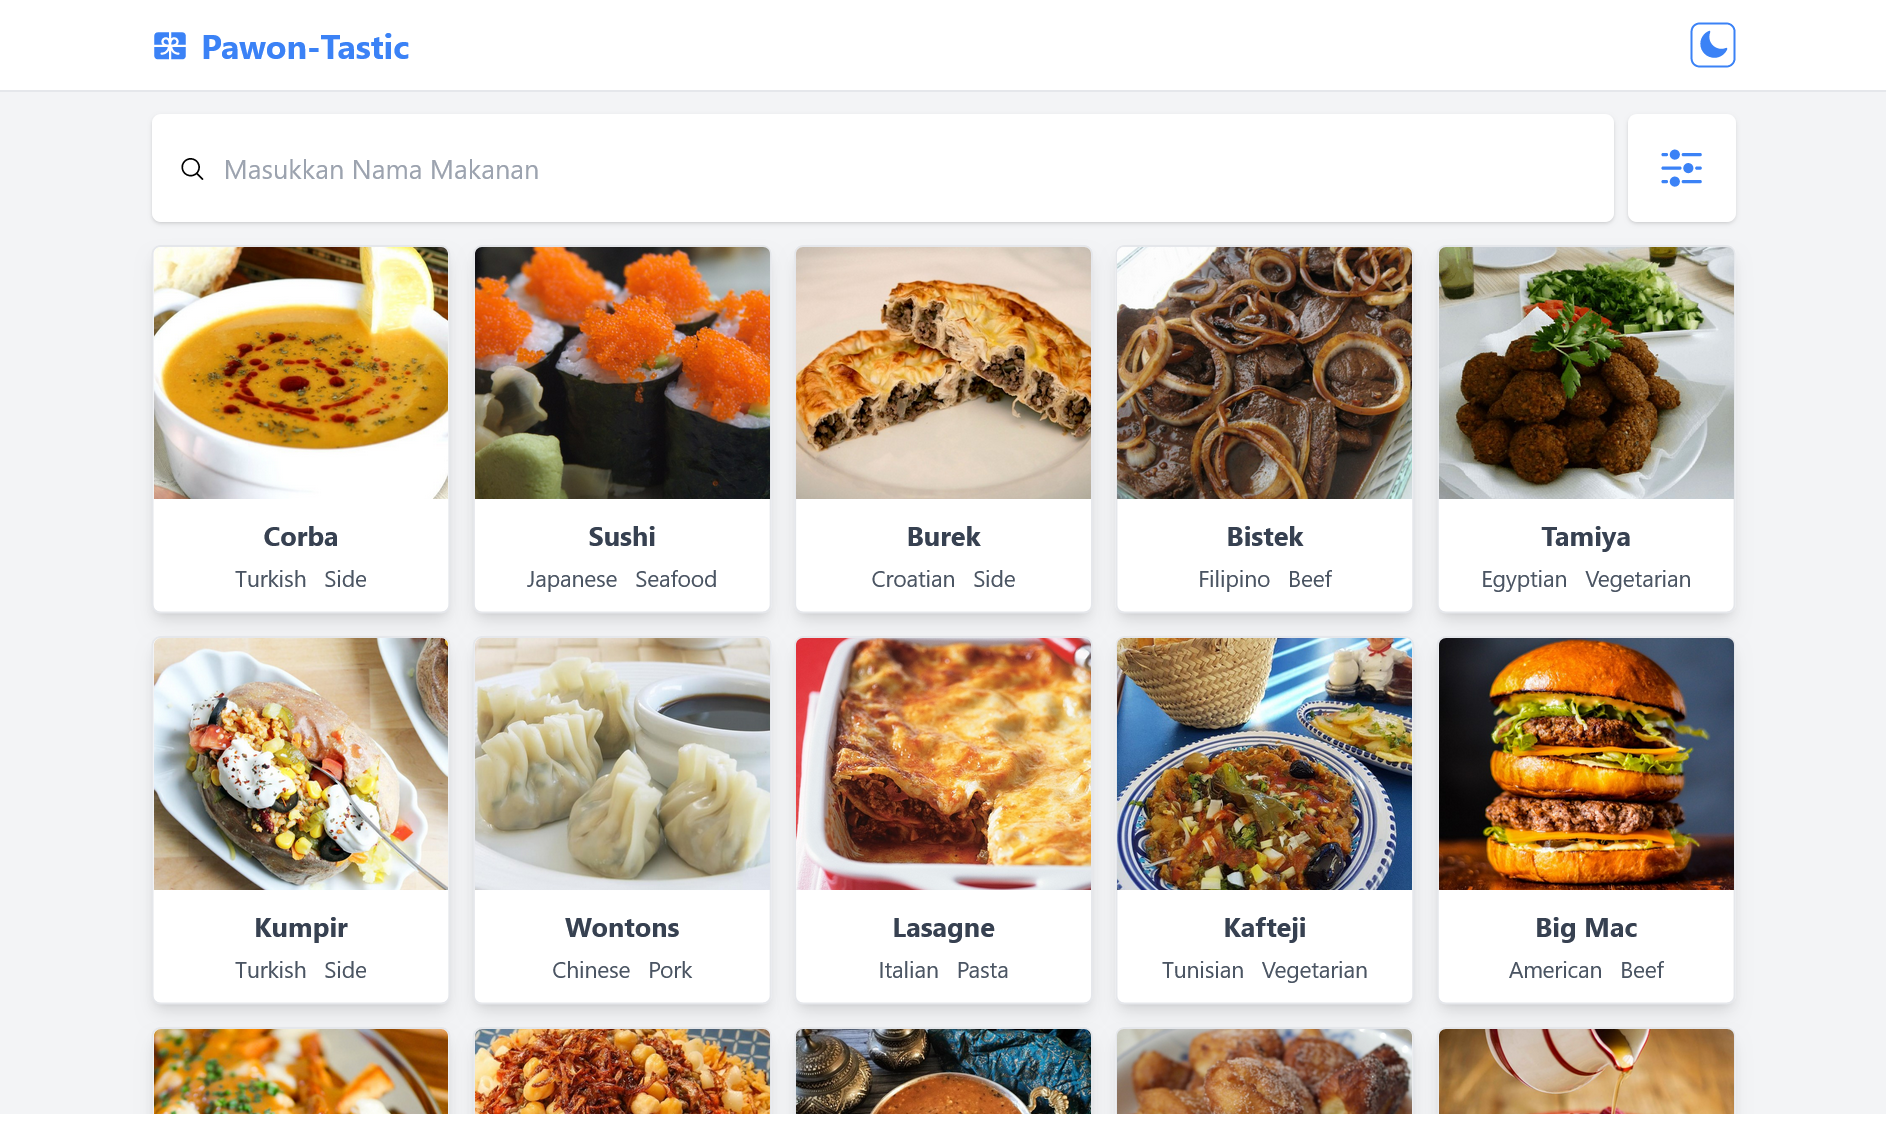 Pawon-Tastic
Masukkan Nama Makanan
Corba
Turkish Side
Sushi
Japanese Seafood
Burek
Croatian Side
Bistek
Filipino Beef
Tamiya
Egyptian Vegetarian
Kumpir
Turkish Side
Wontons
Chinese Pork
Lasagne
Italian Pasta
Kafteji
Tunisian Vegetarian
Big Mac
American Beef